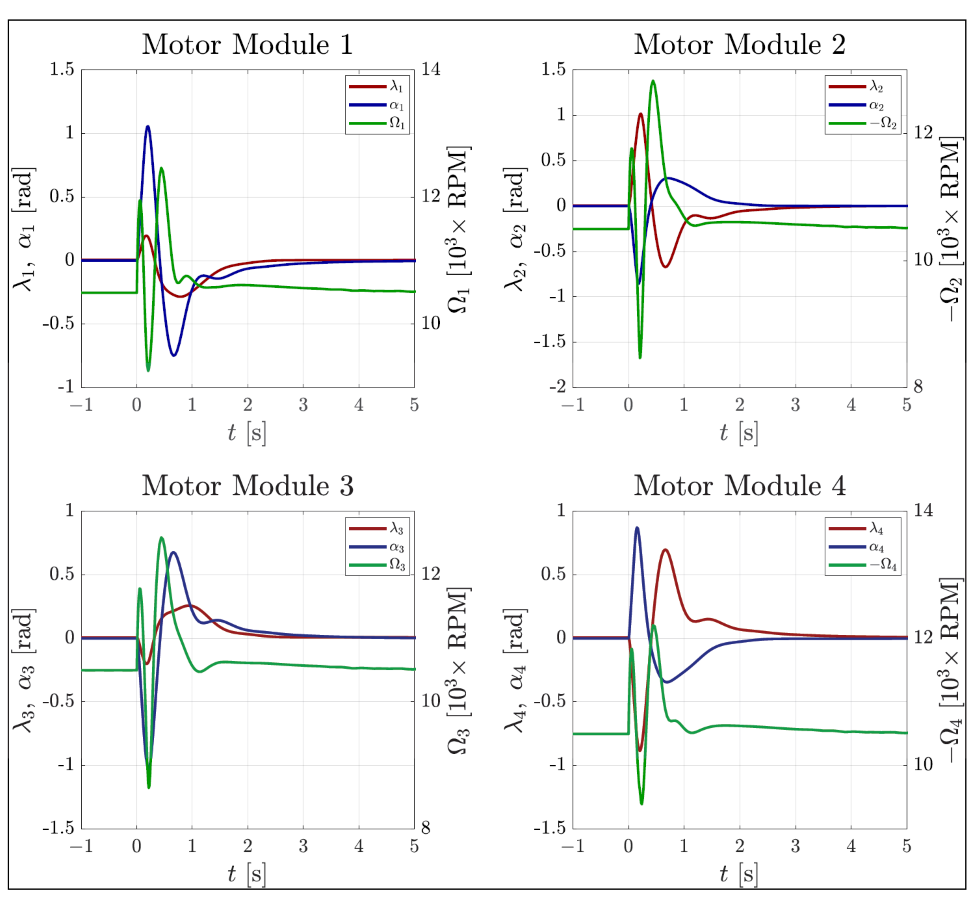 Motor Module 1
1.5
1
0.5
0
-0.5
-1
14
12
10
−1 0 1 2 3 4 5
t [s]
λ₁, α₁ [rad]
Ω₁ [10³× RPM]
λ₁
α₁
Ω₁
Motor Module 2
1.5
1
0.5
0
-0.5
-1
-1.5
-2
12
10
8
−1 0 1 2 3 4 5
t [s]
λ₂, α₂ [rad]
−Ω₂ [10³× RPM]
λ₂
α₂
−Ω₂
Motor Module 3
1
0.5
0
-0.5
-1
-1.5
12
10
8
−1 0 1 2 3 4 5
t [s]
λ₃, α₃ [rad]
Ω₃ [10³× RPM]
λ₃
α₃
Ω₃
Motor Module 4
1
0.5
0
-0.5
-1
-1.5
14
12
10
−1 0 1 2 3 4 5
t [s]
λ₄, α₄ [rad]
−Ω₄ [10³× RPM]
λ₄
α₄
−Ω₄